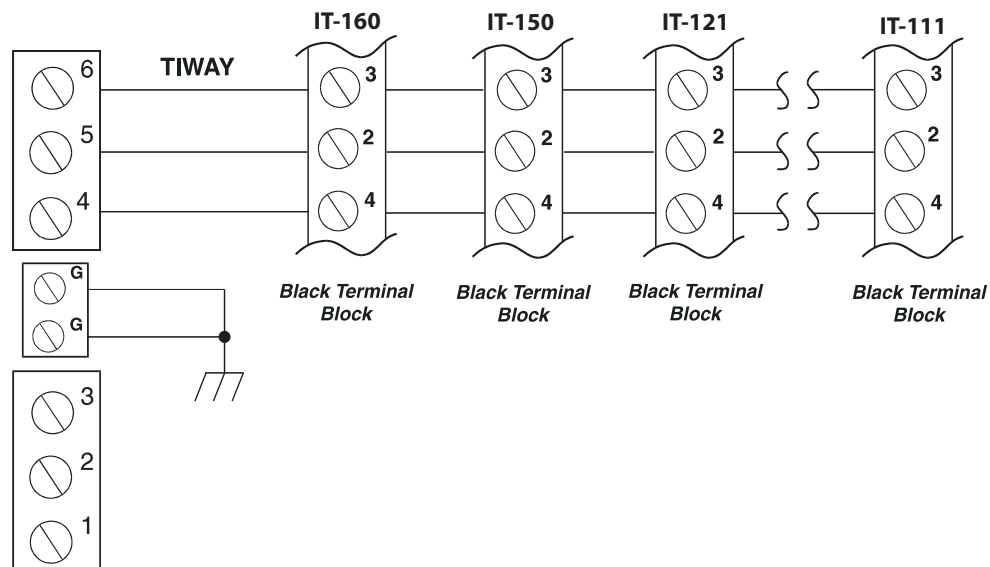 IT-160 IT-150 IT-121 IT-111
TIWAY
6 3 3 3 3
5 2 2 2 2
4 4 4 4 4
G
G
Black Terminal Block
Black Terminal Block
Black Terminal Block
Black Terminal Block
3
2
1